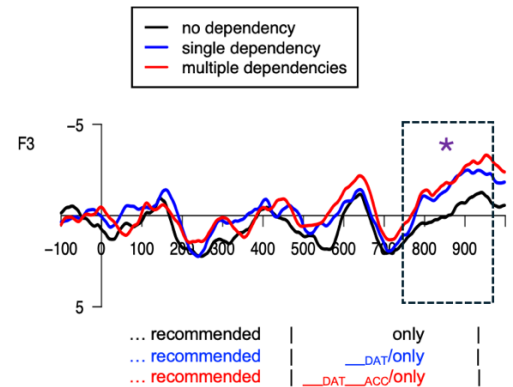 no dependency
single dependency
multiple dependencies
-5
F3
-100 0 100 200 300 400 500 600 700 800 900
5
... recommended | only |
... recommended | __DAT/only |
... recommended | __DAT__ACC/only |
*